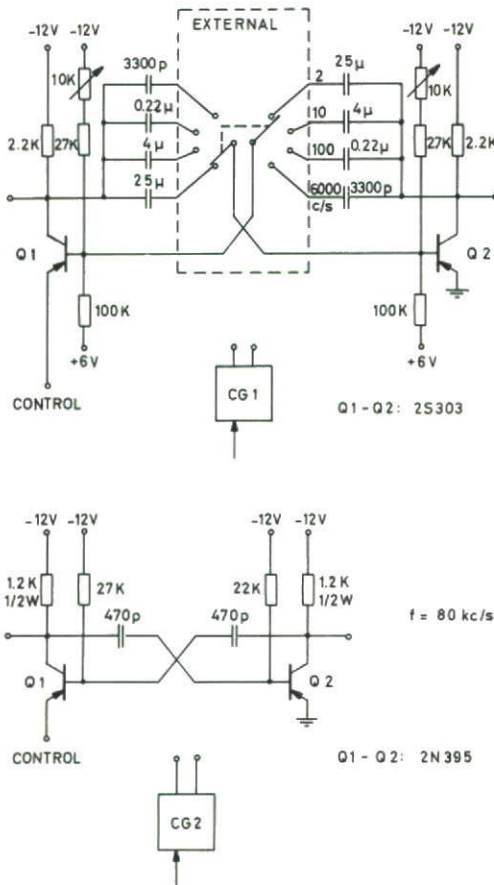 EXTERNAL
-12V -12V -12V -12V
3300p 2 25µ
10K 10K
0.22µ 10 4µ
2.2K 27K 27K 2.2K
4µ 100 0.22µ
25µ 6000 3300p
c/s
Q1 Q2
100K 100K
+6V +6V
CONTROL CG1 Q1-Q2: 2S303
-12V -12V -12V -12V
1.2K 27K 22K 1.2K
1/2W 1/2W
470p 470p f = 80 kc/s
Q1 Q2
CONTROL Q1 - Q2: 2N395
CG2